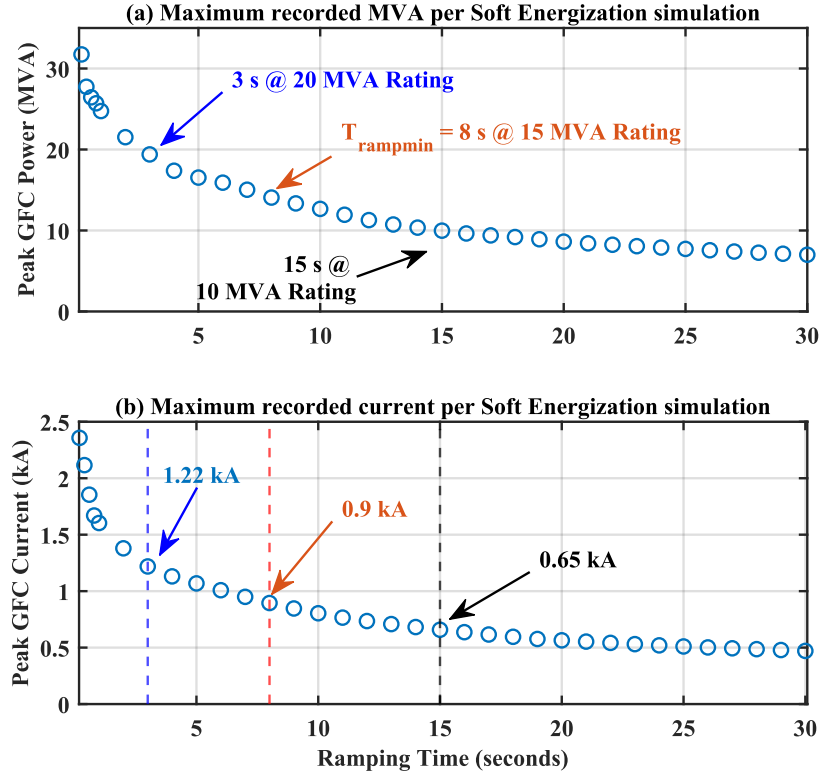 (a) Maximum recorded MVA per Soft Energization simulation
Peak GFC Power (MVA)
30
20
10
0
3 s @ 20 MVA Rating
T_rampmin = 8 s @ 15 MVA Rating
15 s @
10 MVA Rating
5 10 15 20 25 30
(b) Maximum recorded current per Soft Energization simulation
Peak GFC Current (kA)
2.5
2
1.5
1
0.5
0
1.22 kA
0.9 kA
0.65 kA
5 10 15 20 25 30
Ramping Time (seconds)